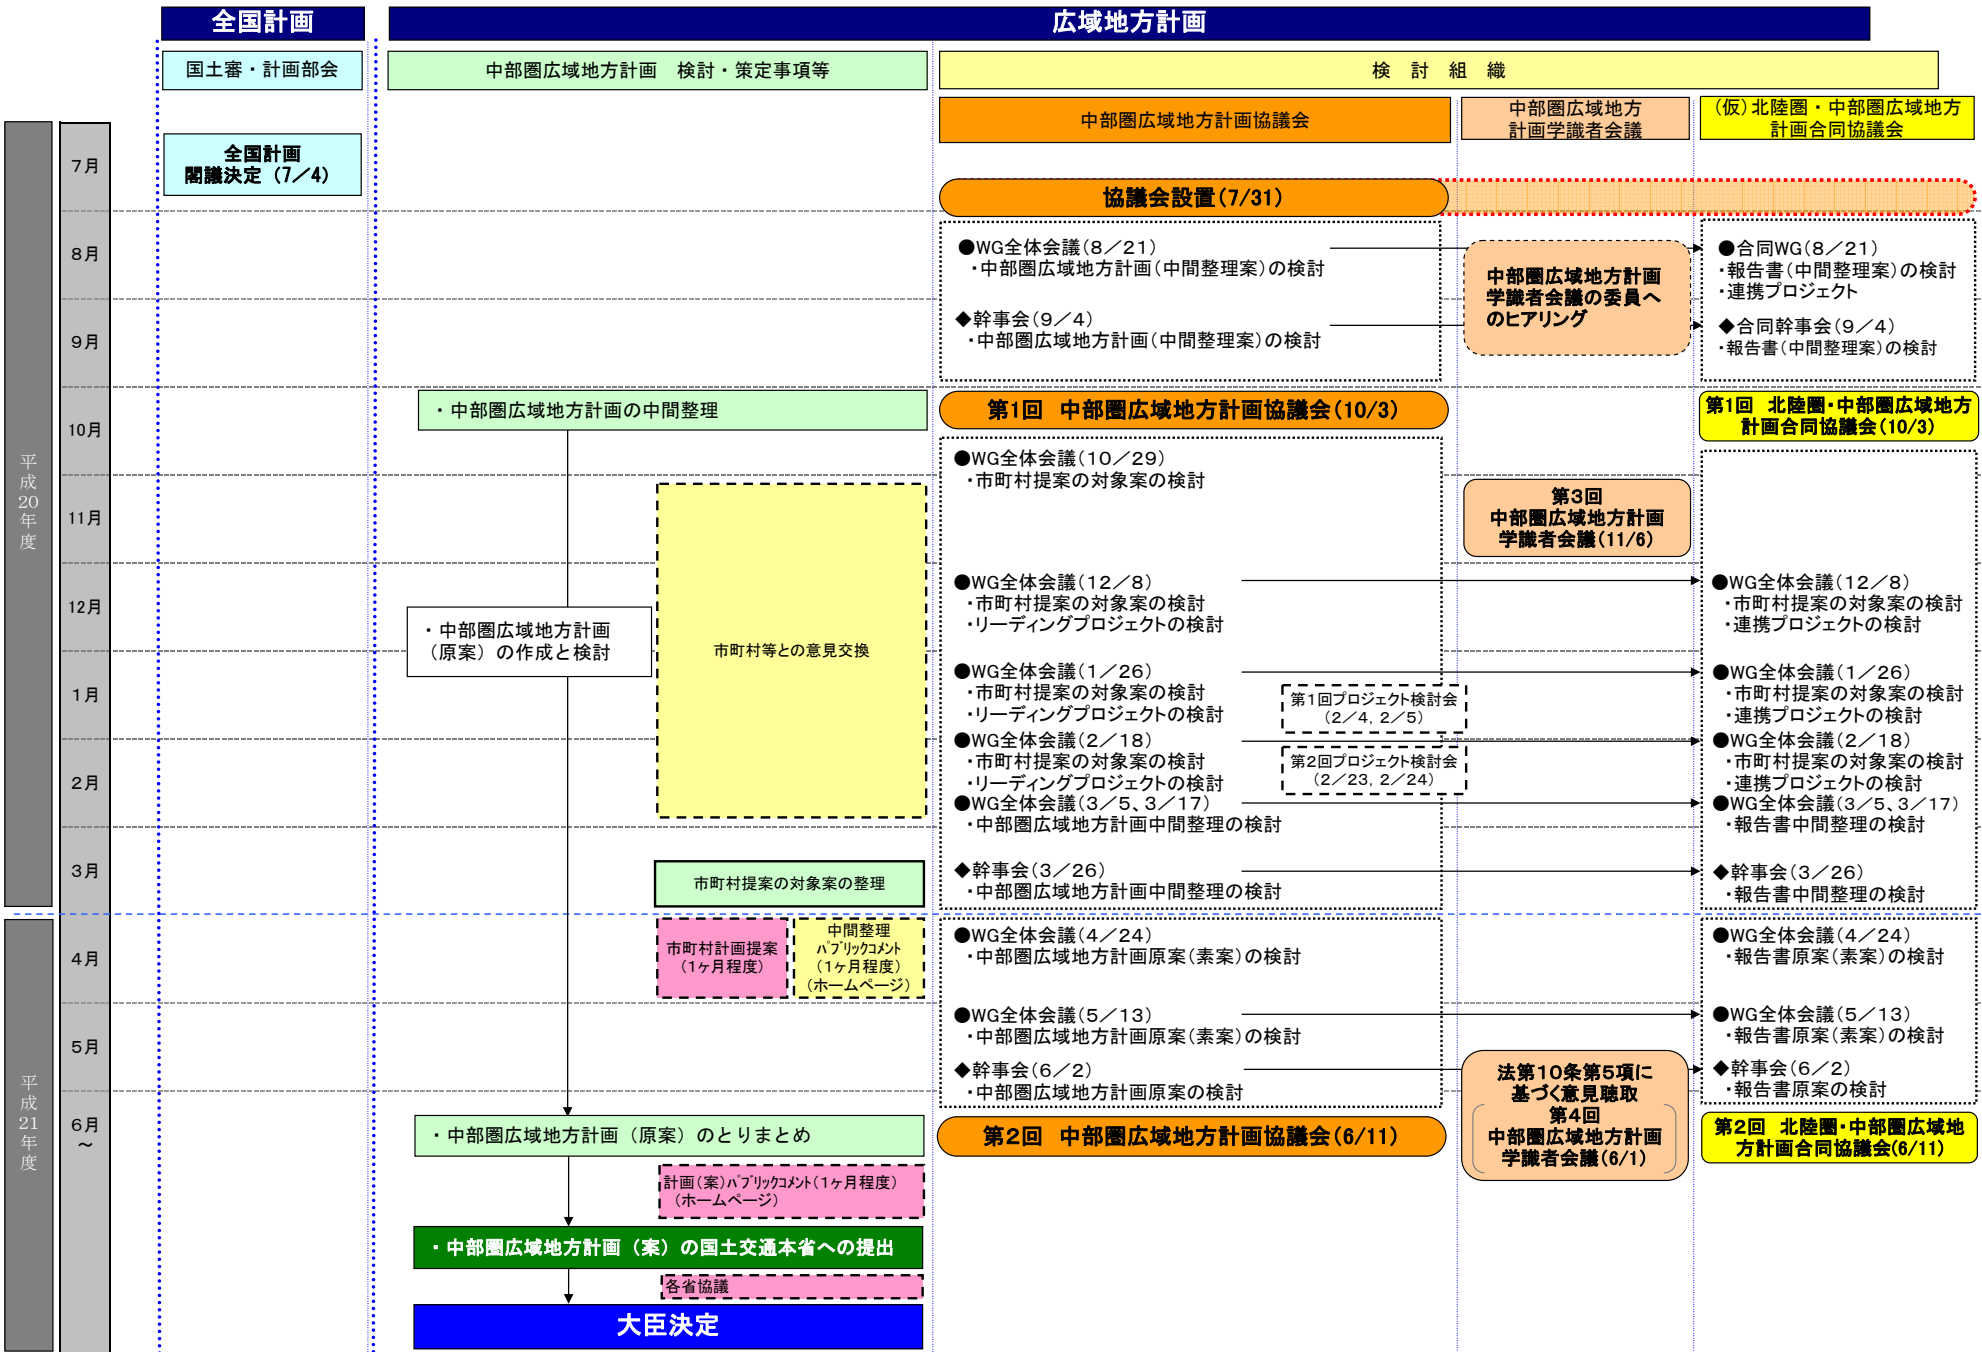 全国計画
広域地方計画
国土審・計画部会
中部圏広域地方計画　検討・策定事項等
検　討　組　織
中部圏広域地方計画協議会
中部圏広域地方
計画学識者会議
(仮)北陸圏・中部圏広域地方
計画合同協議会
平成20年度
7月
8月
9月
10月
11月
12月
1月
2月
3月
平成21年度
4月
5月
6月
～
全国計画
閣議決定（7／4）
協議会設置(7/31)
●WG全体会議(8／21)
・中部圏広域地方計画(中間整理案)の検討
◆幹事会(9／4)
・中部圏広域地方計画(中間整理案)の検討
中部圏広域地方計画
学識者会議の委員へ
のヒアリング
●合同WG(8／21)
・報告書(中間整理案)の検討
・連携プロジェクト
◆合同幹事会(9／4)
・報告書(中間整理案)の検討
・中部圏広域地方計画の中間整理
第1回　中部圏広域地方計画協議会(10/3)
第1回　北陸圏・中部圏広域地方
計画合同協議会(10/3)
●WG全体会議(10／29)
・市町村提案の対象案の検討
第3回
中部圏広域地方計画
学識者会議(11/6)
●WG全体会議(12／8)
・市町村提案の対象案の検討
・リーディングプロジェクトの検討
●WG全体会議(12／8)
・市町村提案の対象案の検討
・連携プロジェクトの検討
・中部圏広域地方計画
（原案）の作成と検討
市町村等との意見交換
●WG全体会議(1／26)
・市町村提案の対象案の検討
・リーディングプロジェクトの検討
第1回プロジェクト検討会
(2／4, 2／5)
●WG全体会議(1／26)
・市町村提案の対象案の検討
・連携プロジェクトの検討
●WG全体会議(2／18)
・市町村提案の対象案の検討
・リーディングプロジェクトの検討
第2回プロジェクト検討会
(2／23, 2／24)
●WG全体会議(2／18)
・市町村提案の対象案の検討
・連携プロジェクトの検討
●WG全体会議(3／5、3／17)
・中部圏広域地方計画中間整理の検討
●WG全体会議(3／5、3／17)
・報告書中間整理の検討
市町村提案の対象案の整理
◆幹事会(3／26)
・中部圏広域地方計画中間整理の検討
◆幹事会(3／26)
・報告書中間整理の検討
市町村計画提案
(1ヶ月程度)
中間整理
ﾊﾟﾌﾞﾘｯｸｺﾒﾝﾄ
(1ヶ月程度)
(ホームページ)
●WG全体会議(4／24)
・中部圏広域地方計画原案(素案)の検討
●WG全体会議(4／24)
・報告書原案(素案)の検討
●WG全体会議(5／13)
・中部圏広域地方計画原案(素案)の検討
●WG全体会議(5／13)
・報告書原案(素案)の検討
◆幹事会(6／2)
・中部圏広域地方計画原案の検討
法第10条第5項に
基づく意見聴取
第4回
中部圏広域地方計画
学識者会議(6/1)
◆幹事会(6／2)
・報告書原案の検討
・中部圏広域地方計画（原案）のとりまとめ
第2回　中部圏広域地方計画協議会(6/11)
第2回　北陸圏・中部圏広域地
方計画合同協議会(6/11)
計画(案)ﾊﾟﾌﾞﾘｯｸｺﾒﾝﾄ(1ヶ月程度)
(ホームページ)
・中部圏広域地方計画（案）の国土交通本省への提出
各省協議
大臣決定